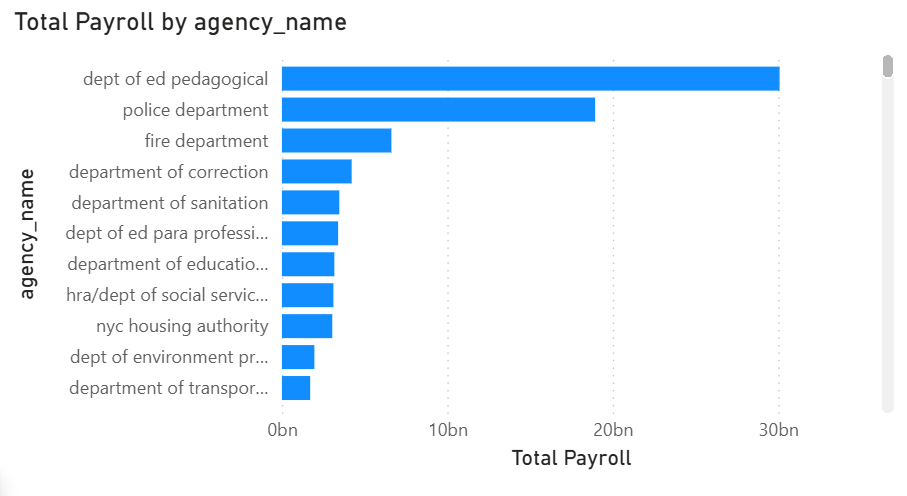 Total Payroll by agency_name
agency_name
dept of ed pedagogical
police department
fire department
department of correction
department of sanitation
dept of ed para professi...
department of educatio...
hra/dept of social servic...
nyc housing authority
dept of environment pr...
department of transpor...
0bn 10bn 20bn 30bn
Total Payroll